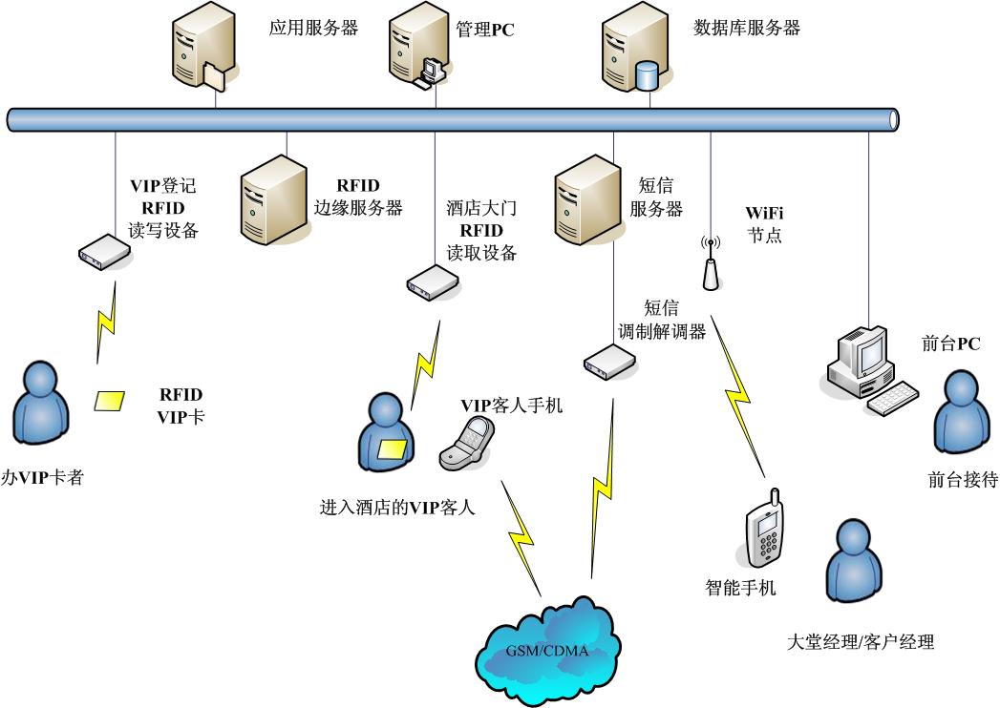 应用服务器
管理PC
数据库服务器
VIP登记
RFID
读写设备
RFID
边缘服务器
酒店大门
RFID
读取设备
短信
服务器
WiFi
节点
短信
调制解调器
前台PC
RFID
VIP卡
VIP客人手机
办VIP卡者
进入酒店的VIP客人
前台接待
智能手机
大堂经理/客户经理
GSM/CDMA